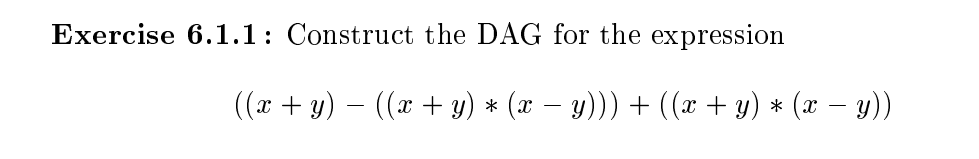 Exercise 6.1.1: Construct the DAG for the expression
((x + y) − ((x + y) ∗ (x − y))) + ((x + y) ∗ (x − y))